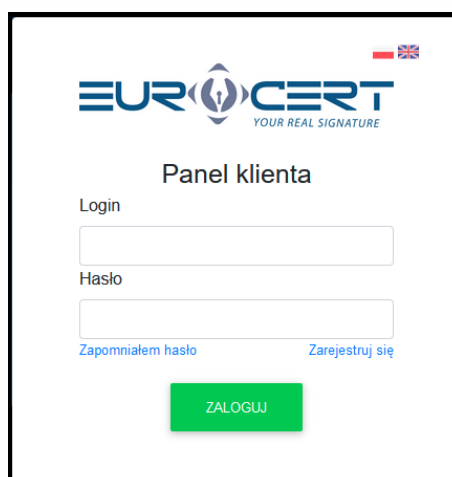 EUROCERT
YOUR REAL SIGNATURE
Panel klienta
Login
Hasło
Zapomniałem hasło Zarejestruj się
ZALOGUJ